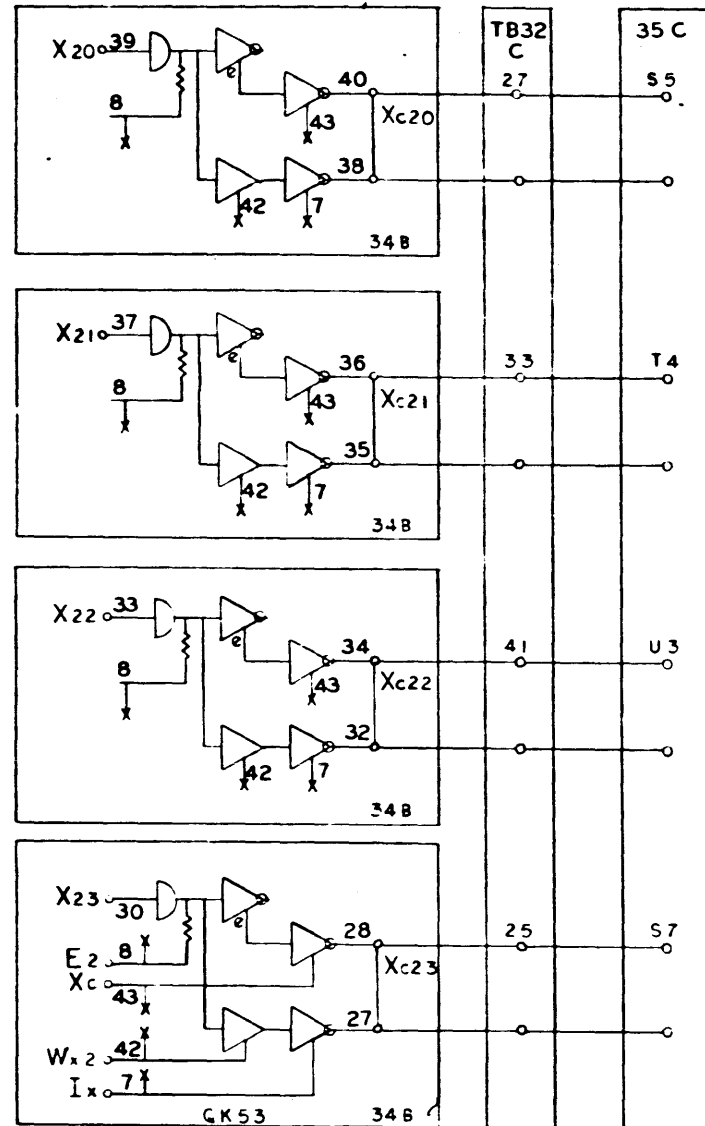 TB32 C
35 C
X20 39
8
e
40
43
Xc20
38
42
7
34B
27
S5
X21 37
8
e
36
43
Xc21
35
42
7
34B
33
T4
X22 33
8
e
34
43
Xc22
32
42
7
34B
41
U3
X23 30
e
E2 8
Xc 43
28
Xc23
27
Wx2 42
Ix 7
GK53
34B
25
S7